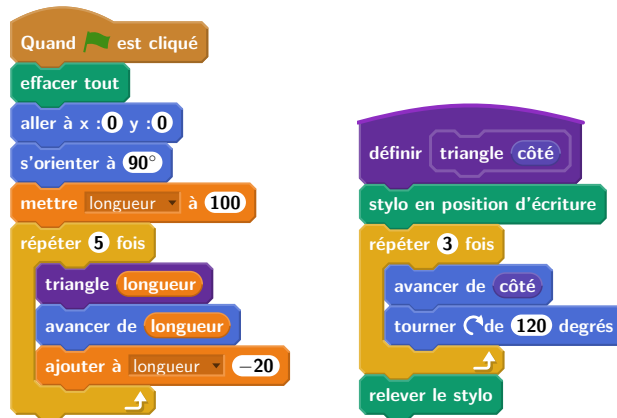 Quand est cliqué
effacer tout
aller à x : 0 y : 0
s'orienter à 90°
mettre longueur à 100
répéter 5 fois
triangle longueur
avancer de longueur
ajouter à longueur −20
définir triangle côté
stylo en position d'écriture
répéter 3 fois
avancer de côté
tourner de 120 degrés
relever le stylo